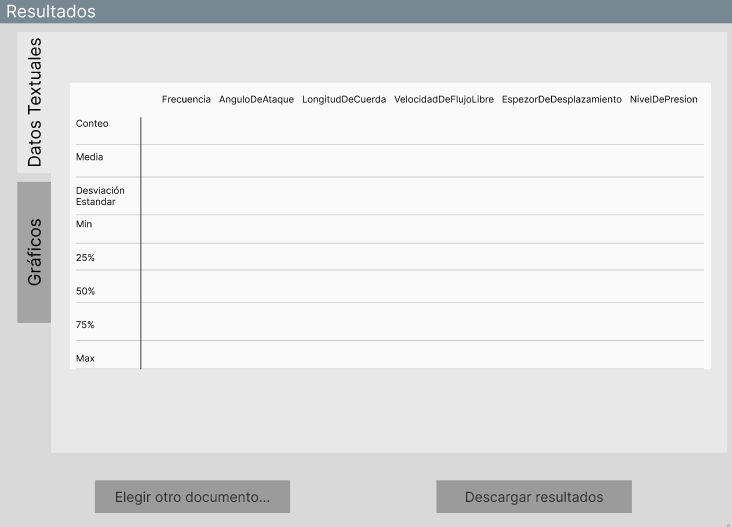 Resultados
Datos Textuales
Gráficos
Frecuencia AnguloDeAtaque LongitudDeCuerda VelocidadDeFlujoLibre EspezorDeDesplazamiento NivelDePresion
Conteo
Media
Desviación
Estandar
Min
25%
50%
75%
Max
Elegir otro documento...
Descargar resultados